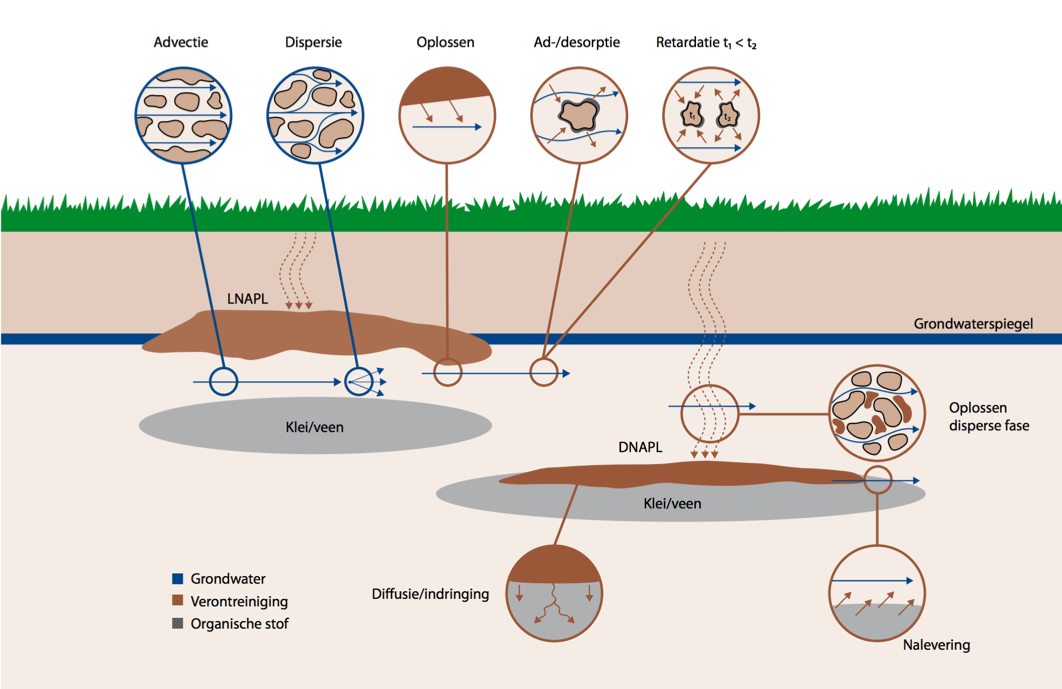 Advectie
Dispersie
Oplossen
Ad-/desorptie
Retardatie t₁ < t₂
t₁
t₂
LNAPL
Grondwaterspiegel
Klei/veen
Oplossen
disperse fase
DNAPL
Klei/veen
Grondwater
Verontreiniging
Organische stof
Diffusie/indringing
Nalevering